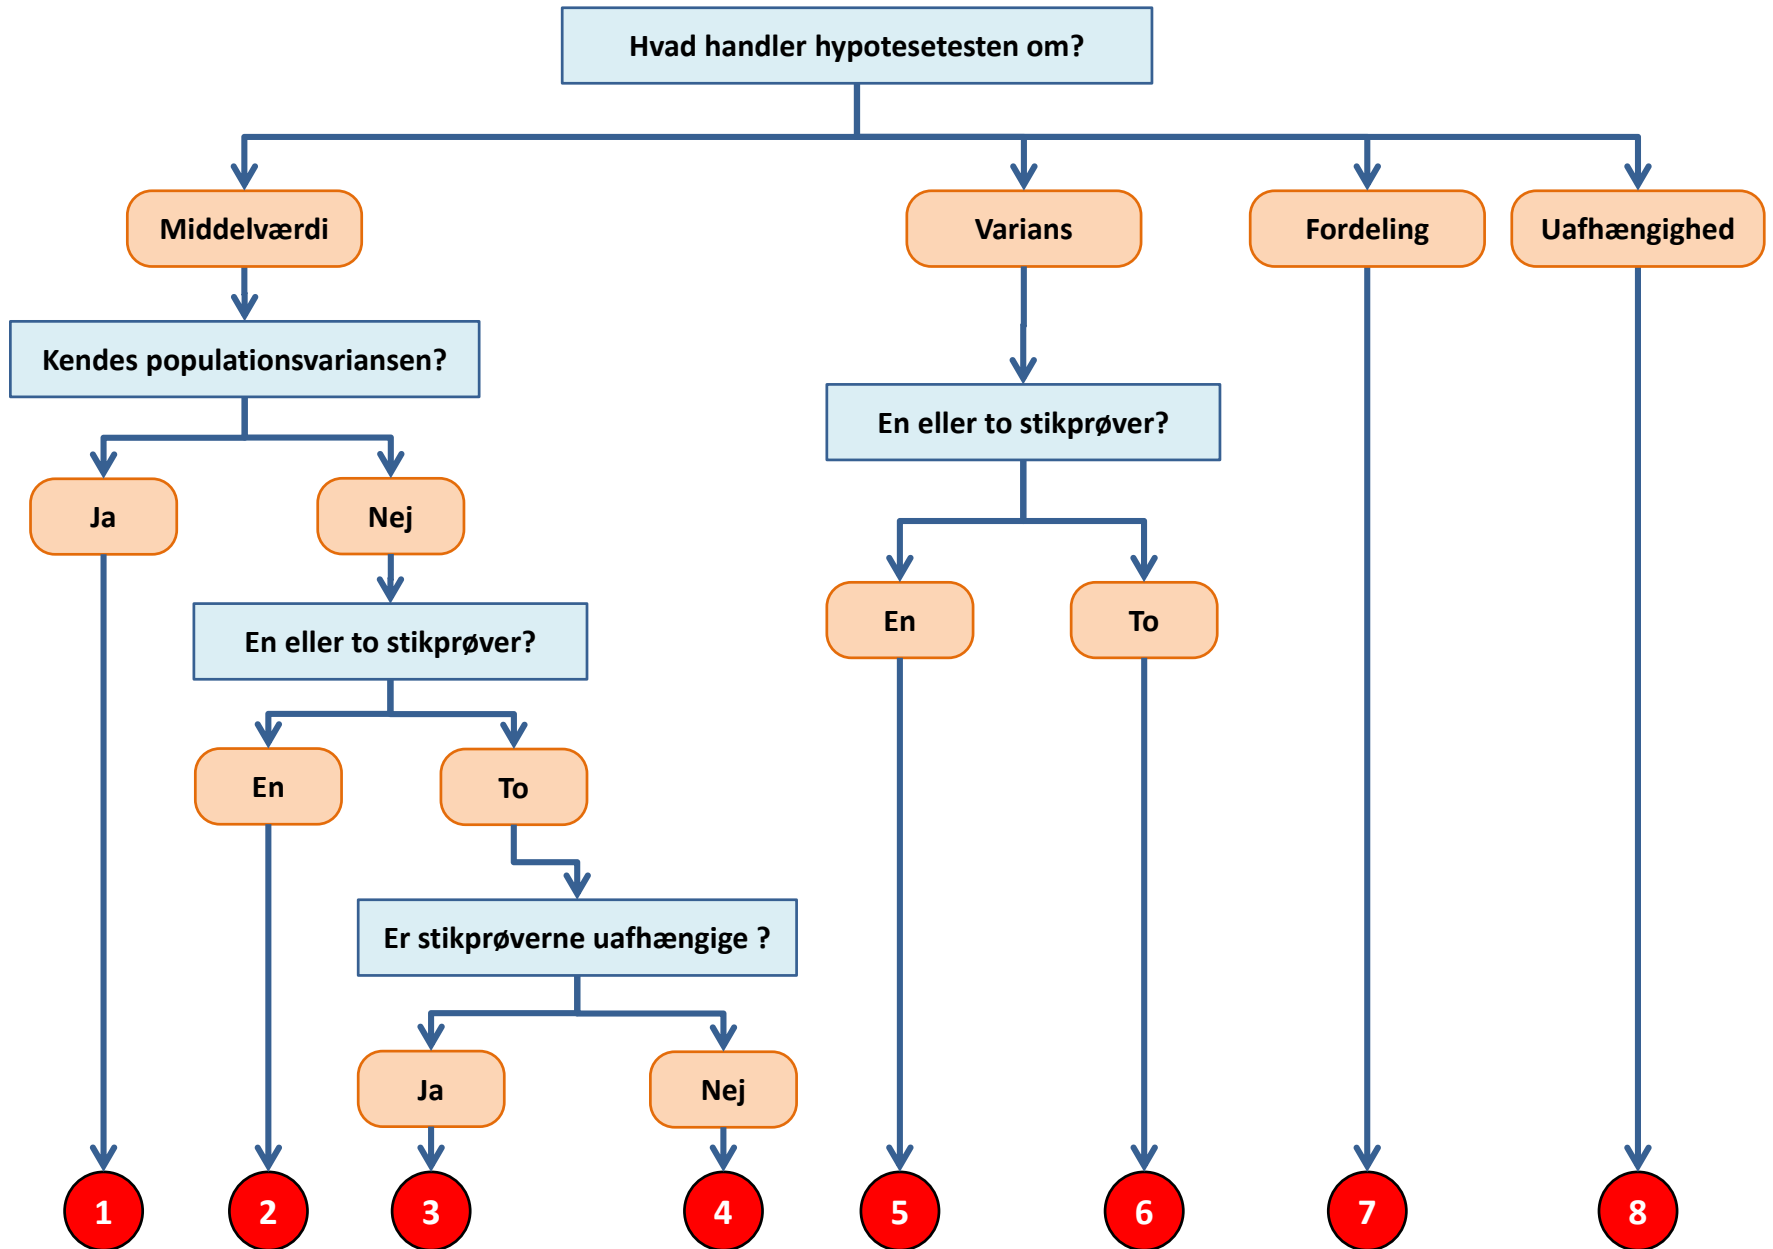 Hvad handler hypotesetesten om?
Middelværdi
Varians
Fordeling
Uafhængighed
Kendes populationsvariansen?
En eller to stikprøver?
Ja
Nej
En
To
En eller to stikprøver?
En
To
Er stikprøverne uafhængige ?
Ja
Nej
1
2
3
4
5
6
7
8